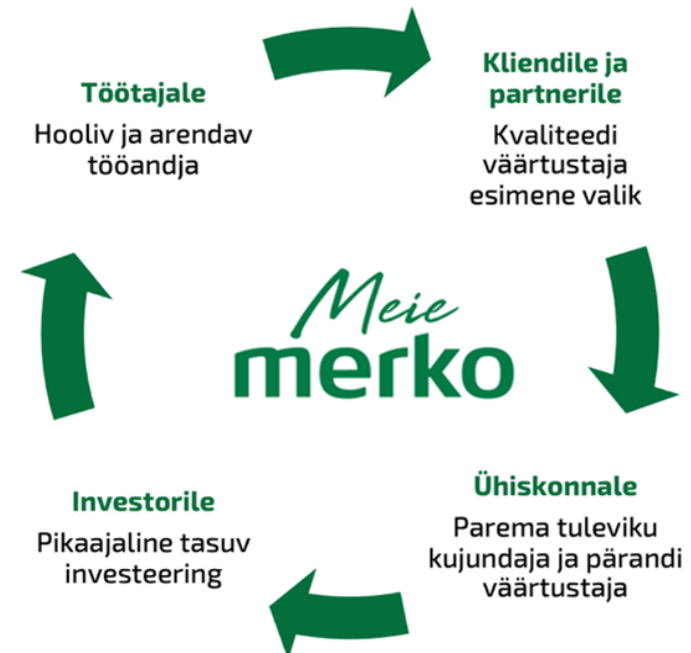 Töötajale
Hooliv ja arendav
tööandja
Kliendile ja
partnerile
Kvaliteedi
väärtustaja
esimene valik
Meie
merko
Investorile
Pikaajaline tasuv
investeering
Ühiskonnale
Parema tuleviku
kujundaja ja pärandi
väärtustaja